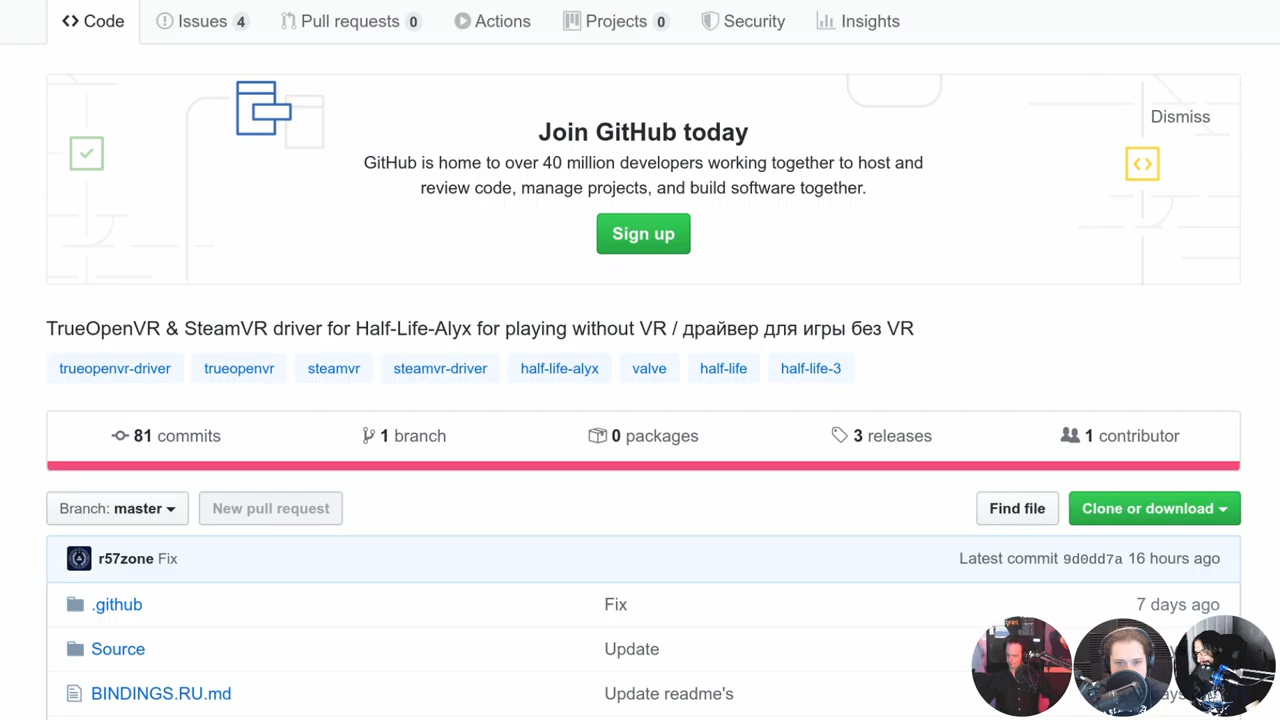 Code Issues 4 Pull requests 0 Actions Projects 0 Security Insights
Dismiss
Join GitHub today
GitHub is home to over 40 million developers working together to host and
review code, manage projects, and build software together.
Sign up
TrueOpenVR & SteamVR driver for Half-Life-Alyx for playing without VR / драйвер для игры без VR
trueopenvr-driver trueopenvr steamvr steamvr-driver half-life-alyx valve half-life half-life-3
81 commits 1 branch 0 packages 3 releases 1 contributor
Branch: master New pull request Find file Clone or download
r57zone Fix Latest commit 9d0dd7a 16 hours ago
.github Fix 7 days ago
Source Update
BINDINGS.RU.md Update readme's